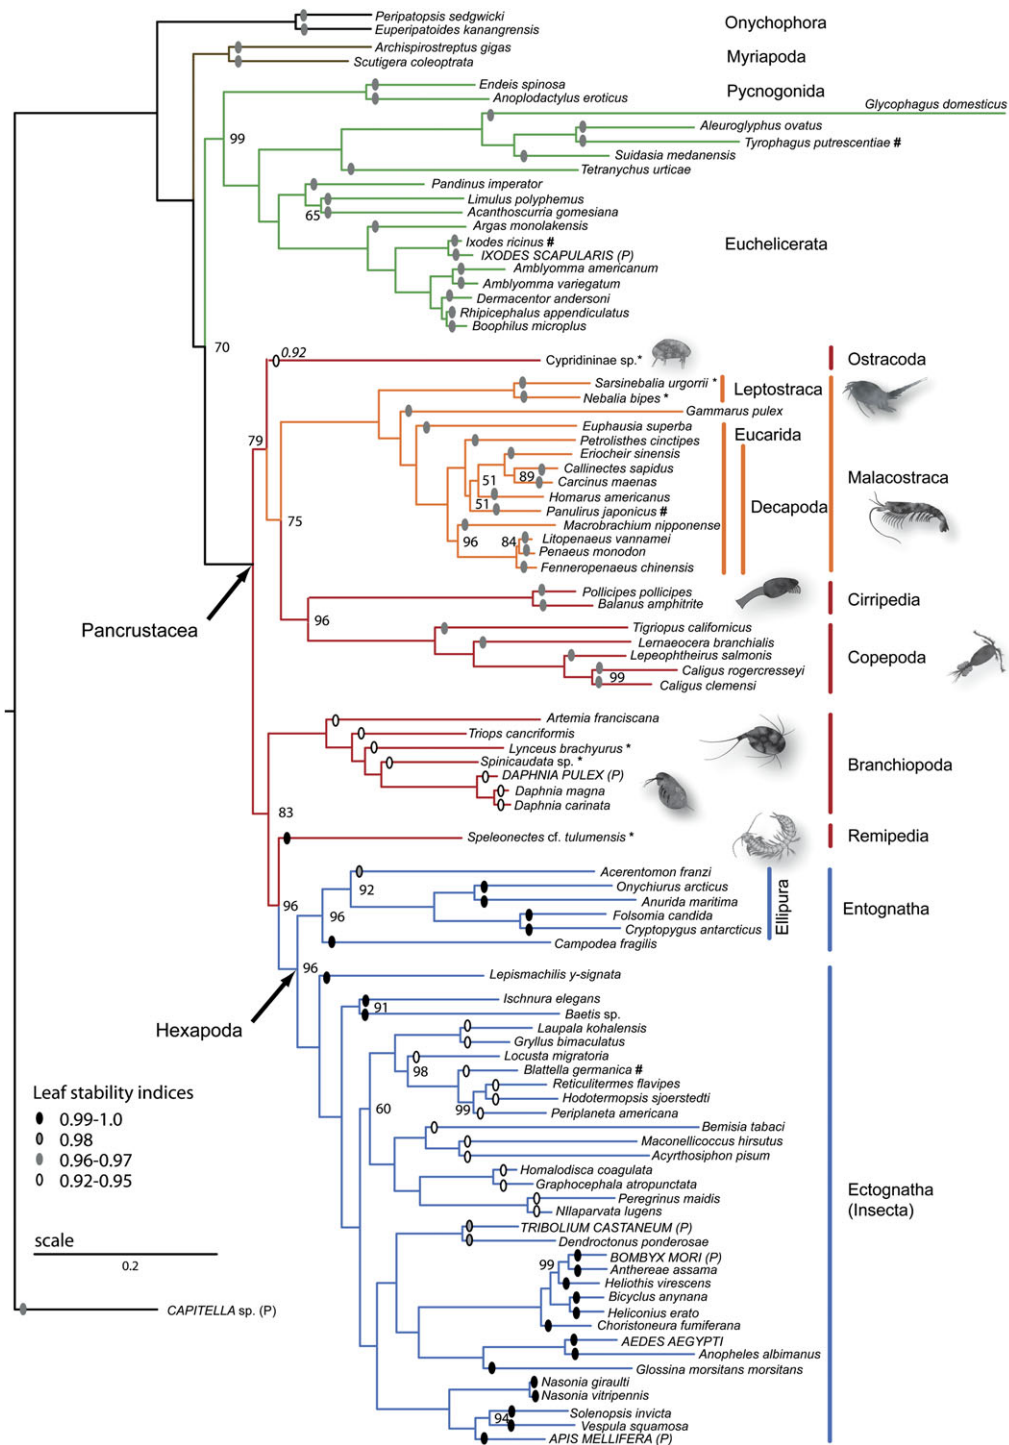 Peripatopsis sedgwicki
Euperipatoides kanangrensis
Onychophora
Archispirostreptus gigas
Scutigera coleoptrata
Myriapoda
Endeis spinosa
Anoplodactylus eroticus
Pycnogonida
Glycophagus domesticus
Aleuroglyphus ovatus
Tyrophagus putrescentiae #
Suidasia medanensis
Tetranychus urticae
99
Pandinus imperator
Limulus polyphemus
65
Acanthoscurria gomesiana
Argas monolakensis
Ixodes ricinus #
Euchelicerata
IXODES SCAPULARIS (P)
Amblyomma americanum
Amblyomma variegatum
Dermacentor andersoni
Rhipicephalus appendiculatus
Boophilus microplus
70
0.92
Cypridininae sp.*
Ostracoda
Sarsinebalia urgorrii *
Nebalia bipes *
Leptostraca
Gammarus pulex
Euphausia superba
Eucarida
Petrolisthes cinctipes
79
Eriocheir sinensis
Callinectes sapidus
89
Carcinus maenas
51
Malacostraca
Homarus americanus
51
Panulirus japonicus #
Decapoda
75
Macrobrachium nipponense
96
84
Litopenaeus vannamei
Penaeus monodon
Fenneropenaeus chinensis
Pollicipes pollicipes
Balanus amphitrite
Cirripedia
Pancrustacea
96
Tigriopus californicus
Lernaeocera branchialis
Lepeophtheirus salmonis
Copepoda
Caligus rogercresseyi
99
Caligus clemensi
Artemia franciscana
Triops cancriformis
Lynceus brachyurus *
Spinicaudata sp. *
Branchiopoda
DAPHNIA PULEX (P)
Daphnia magna
Daphnia carinata
83
Speleonectes cf. tulumensis *
Remipedia
Acerentomon franzi
92
Onychiurus arcticus
Anurida maritima
96
96
Folsomia candida
Cryptopygus antarcticus
Ellipura
Entognatha
Campodea fragilis
96
Lepismachilis y-signata
Hexapoda
Ischnura elegans
91
Baetis sp.
Laupala kohalensis
Gryllus bimaculatus
Locusta migratoria
98
Blattella germanica #
Reticulitermes flavipes
Hodotermopsis sjoerstedti
60
99
Periplaneta americana
Leaf stability indices
0.99-1.0
0.98
0.96-0.97
0.92-0.95
Bemisia tabaci
Maconellicoccus hirsutus
Acyrthosiphon pisum
Homalodisca coagulata
Graphocephala atropunctata
Peregrinus maidis
NIlaparvata lugens
Ectognatha
(Insecta)
TRIBOLIUM CASTANEUM (P)
Dendroctonus ponderosae
scale
0.2
99
BOMBYX MORI (P)
Anthereae assama
Heliothis virescens
Bicyclus anynana
Heliconius erato
Choristoneura fumiferana
CAPITELLA sp. (P)
AEDES AEGYPTI
Anopheles albimanus
Glossina morsitans morsitans
Nasonia giraulti
Nasonia vitripennis
94
Solenopsis invicta
Vespula squamosa
APIS MELLIFERA (P)